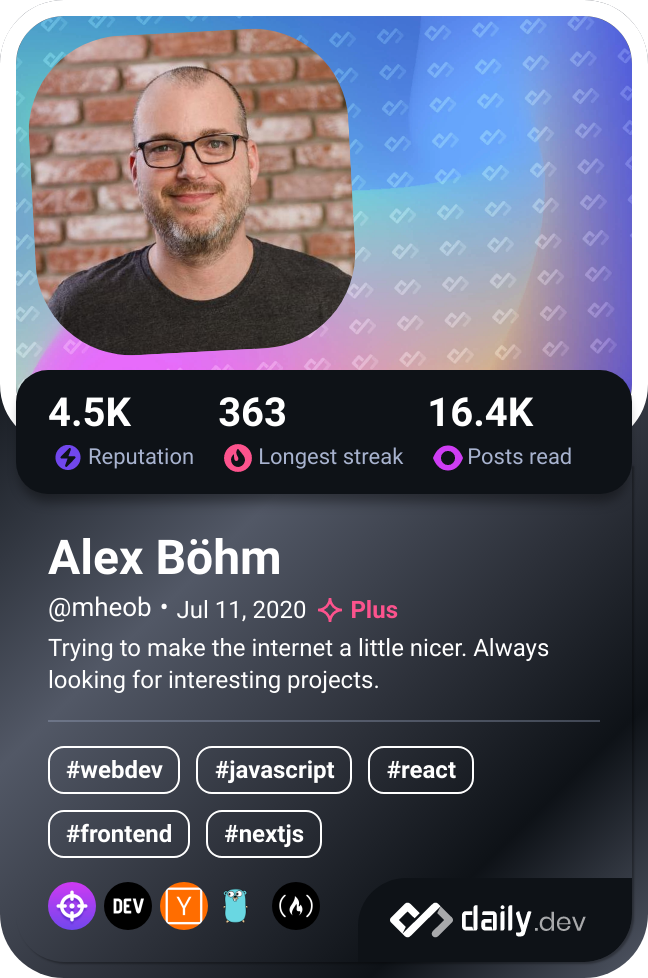 4.5K 363 16.4K
Reputation Longest streak Posts read
Alex Böhm
@mheob • Jul 11, 2020 Plus
Trying to make the internet a little nicer. Always
looking for interesting projects.
#webdev #javascript #react
#frontend #nextjs
DEV Y
daily.dev